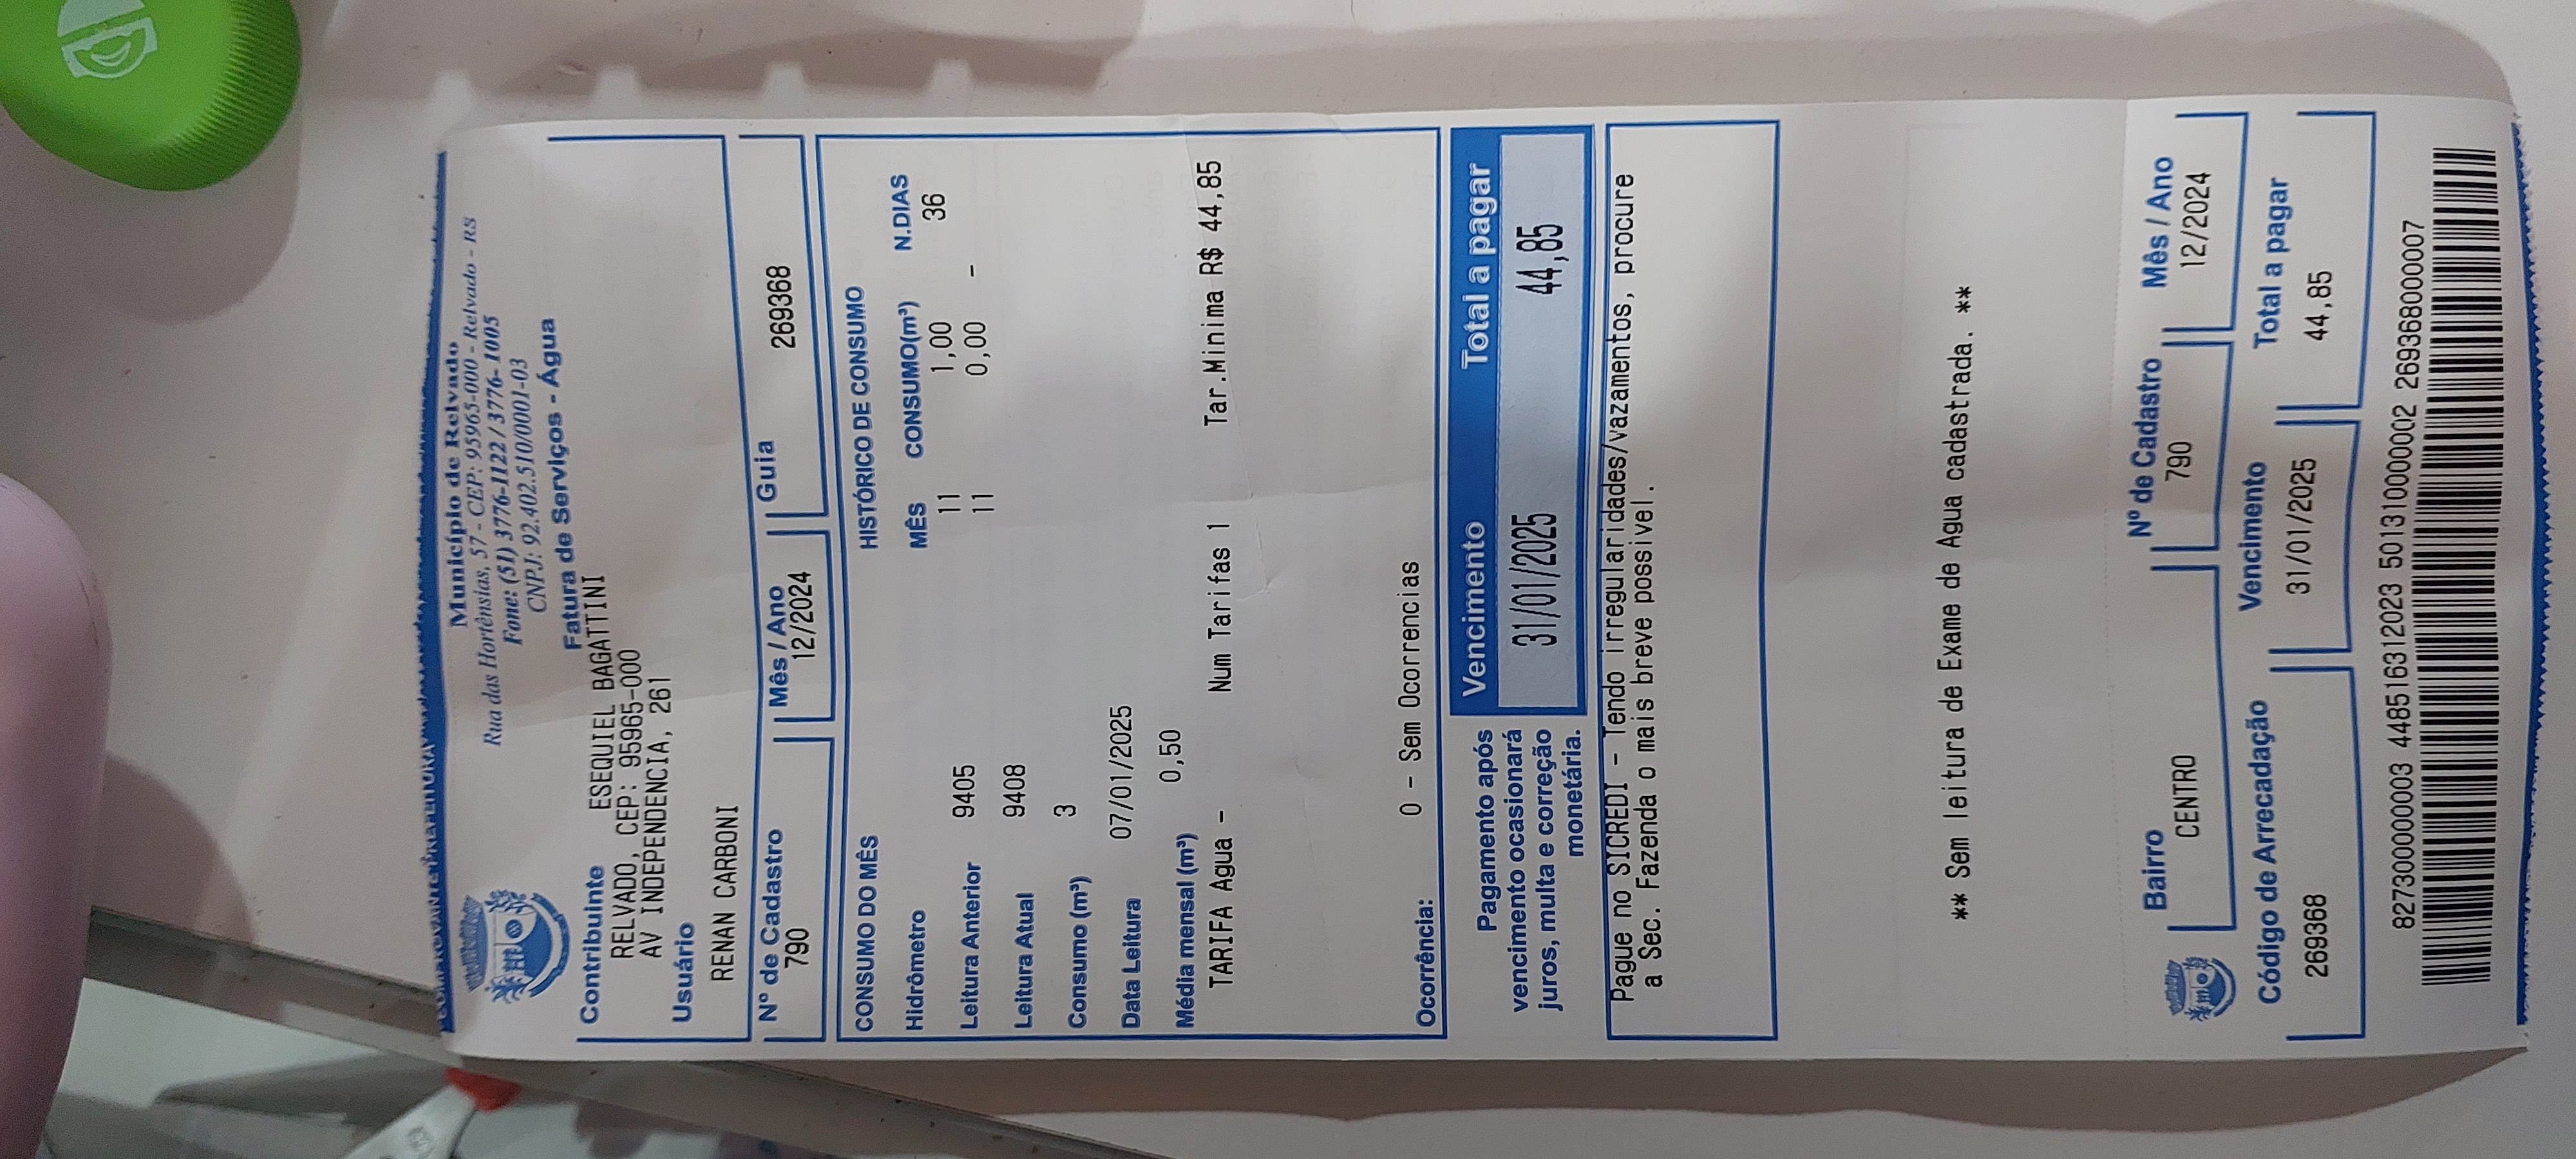 Município de Relvado
Rua das Hortênsias, 57 - CEP: 95965-000 - Relvado - RS
Fone: (51) 3776-1122 / 3776-1005
CNPJ: 92.402.510/0001-03
Fatura de Serviços - Água
Contribuinte ESEQUIEL BAGATTINI
RELVADO, CEP: 95965-000
AV INDEPENDENCIA, 261
Usuário
RENAN CARBONI
Nº de Cadastro Mês / Ano Guia
790 12/2024 269368
CONSUMO DO MÊS HISTÓRICO DE CONSUMO
Hidrômetro MÊS CONSUMO(m³) N.DIAS
Leitura Anterior 9405 11 1,00 36
11 0,00 -
Leitura Atual 9408
Consumo (m³) 3
Data Leitura 07/01/2025
Média mensal (m³) 0,50
TARIFA Agua - Num Tarifas 1 Tar.Minima R$ 44,85
Ocorrência: 0 - Sem Ocorrencias
Pagamento após
vencimento ocasionará
juros, multa e correção
monetária.
Vencimento Total a pagar
31/01/2025 44,85
Pague no SICREDI - Tendo irregularidades/vazamentos, procure
a Sec. Fazenda o mais breve possivel.
** Sem leitura de Exame de Agua cadastrada. **
Bairro Nº de Cadastro Mês / Ano
CENTRO 790 12/2024
Código de Arrecadação Vencimento Total a pagar
269368 31/01/2025 44,85
827300000003 448516312023 501310000002 269368000007